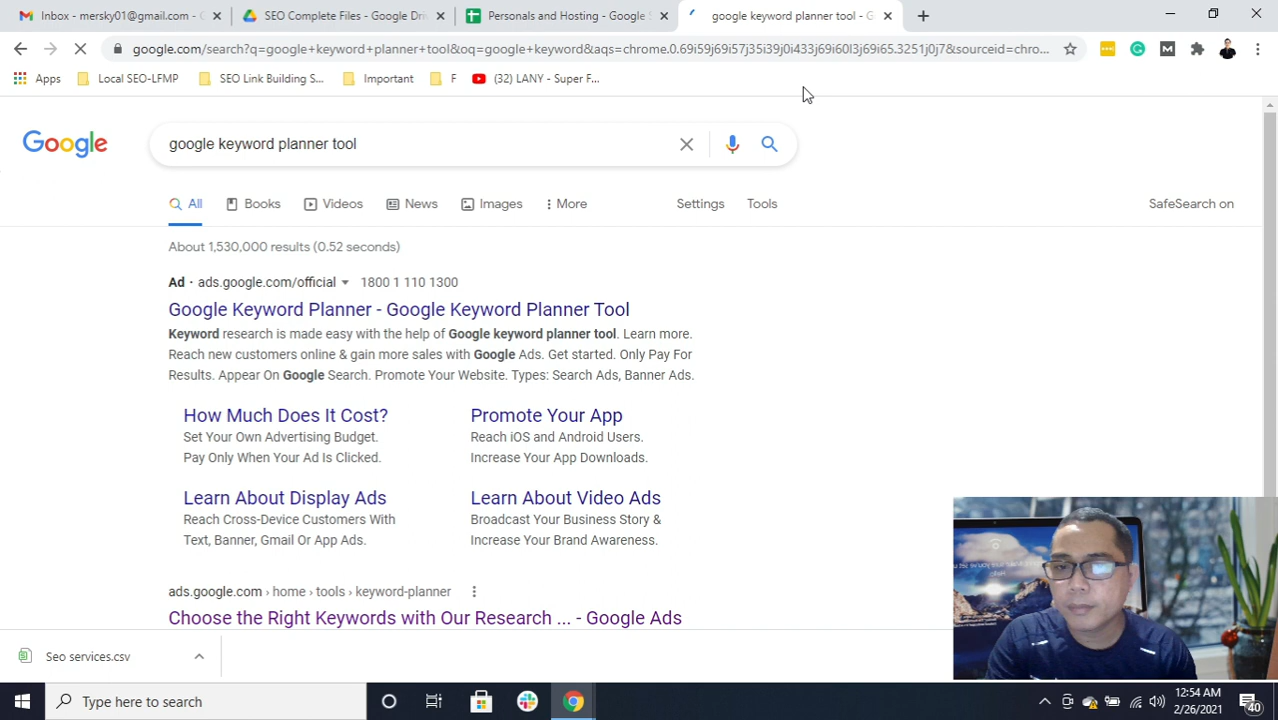 Inbox - mersky01@gmail.com - G
SEO Complete Files - Google Driv
Personals and Hosting - Google S
google keyword planner tool - G
google.com/search?q=google+keyword+planner+tool&oq=google+keyword&aqs=chrome.0.69i59j69i57j35i39j0i433j69i60l3j69i65.3251j0j7&sourceid=chro...
Apps
Local SEO-LFMP
SEO Link Building S...
Important
F
(32) LANY - Super F...
Google
google keyword planner tool
All
Books
Videos
News
Images
More
Settings
Tools
SafeSearch on
About 1,530,000 results (0.52 seconds)
Ad · ads.google.com/official 1800 1 110 1300
Google Keyword Planner - Google Keyword Planner Tool
Keyword research is made easy with the help of Google keyword planner tool. Learn more.
Reach new customers online & gain more sales with Google Ads. Get started. Only Pay For
Results. Appear On Google Search. Promote Your Website. Types: Search Ads, Banner Ads.
How Much Does It Cost?
Set Your Own Advertising Budget.
Pay Only When Your Ad Is Clicked.
Promote Your App
Reach iOS and Android Users.
Increase Your App Downloads.
Learn About Display Ads
Reach Cross-Device Customers With
Text, Banner, Gmail Or App Ads.
Learn About Video Ads
Broadcast Your Business Story &
Increase Your Brand Awareness.
ads.google.com › home › tools › keyword-planner
Choose the Right Keywords with Our Research ... - Google Ads
Seo services.csv
Type here to search
12:54 AM
2/26/2021
40